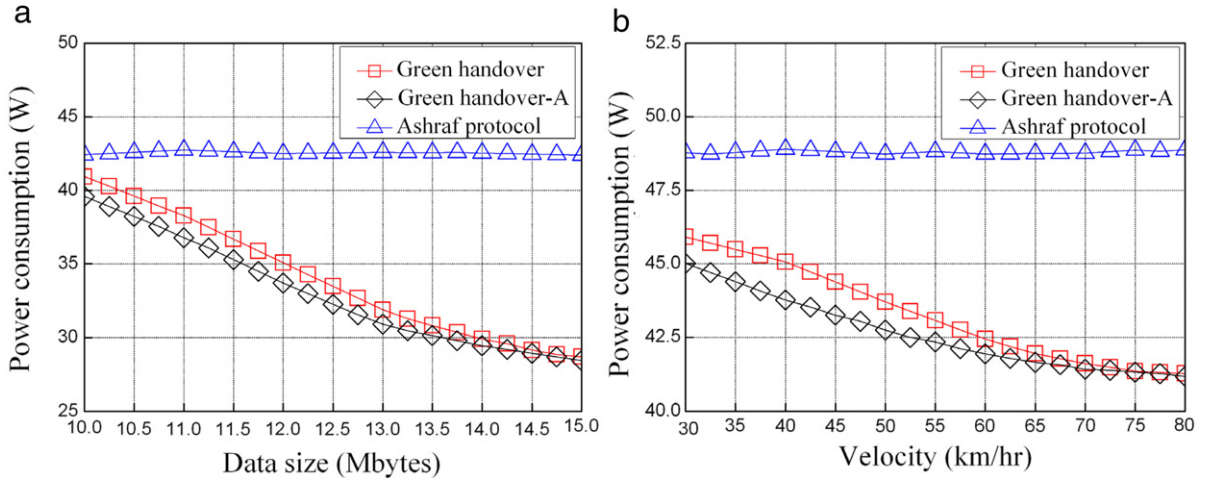 a
50
45
40
35
30
25
Power consumption (W)
Green handover
Green handover-A
Ashraf protocol
10.0 10.5 11.0 11.5 12.0 12.5 13.0 13.5 14.0 14.5 15.0
Data size (Mbytes)
b
52.5
50.0
47.5
45.0
42.5
40.0
Power consumption (W)
Green handover
Green handover-A
Ashraf protocol
30 35 40 45 50 55 60 65 70 75 80
Velocity (km/hr)